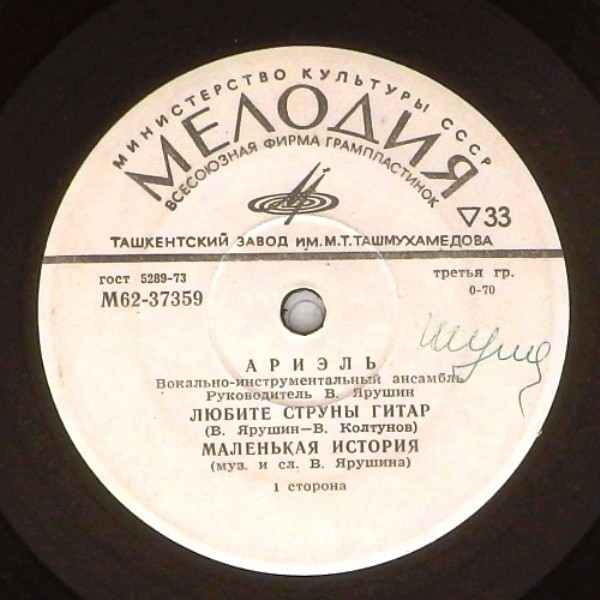 МИНИСТЕРСТВО КУЛЬТУРЫ СССР
МЕЛОДИЯ
ВСЕСОЮЗНАЯ ФИРМА ГРАМПЛАСТИНОК
▽33
ТАШКЕНТСКИЙ ЗАВОД ИМ. М. Т. ТАШМУХАМЕДОВА
гост 5289-73
третья гр.
М62-37359
0-70
АРИЭЛЬ
Вокально-инструментальный ансамбль
Руководитель В. Ярушин
ЛЮБИТЕ СТРУНЫ ГИТАР
(В. Ярушин—В. Колтунов)
МАЛЕНЬКАЯ ИСТОРИЯ
(муз. и сл. В. Ярушина)
1 сторона